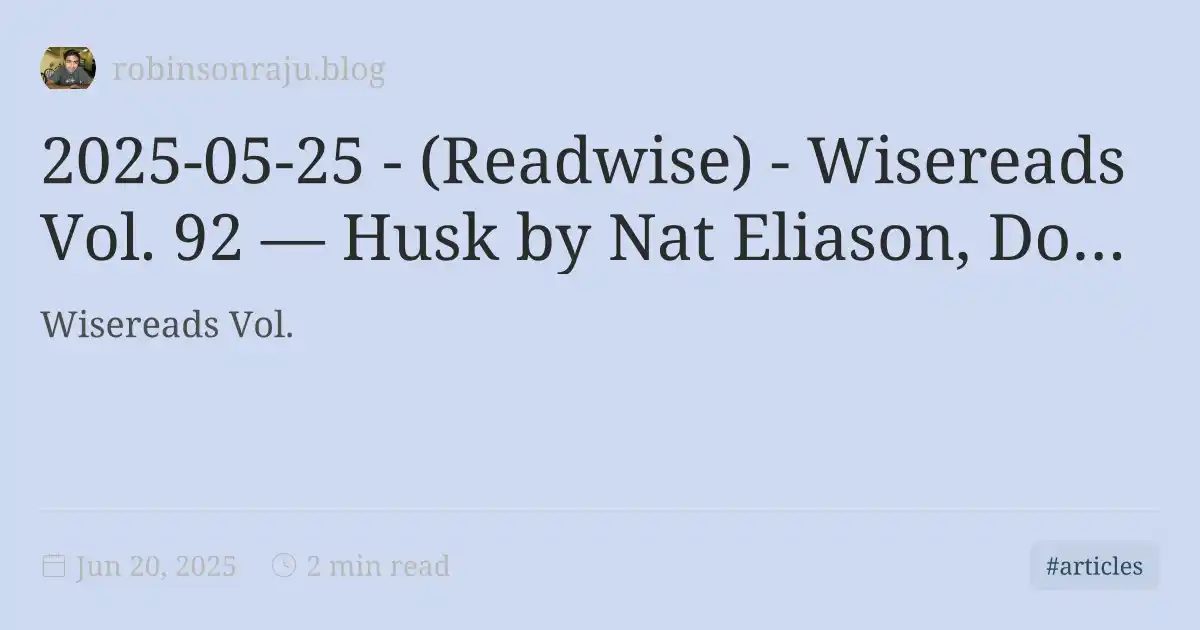 robinsonraju.blog
2025-05-25 - (Readwise) - Wisereads
Vol. 92 — Husk by Nat Eliason, Do...
Wisereads Vol.
Jun 20, 2025 2 min read #articles